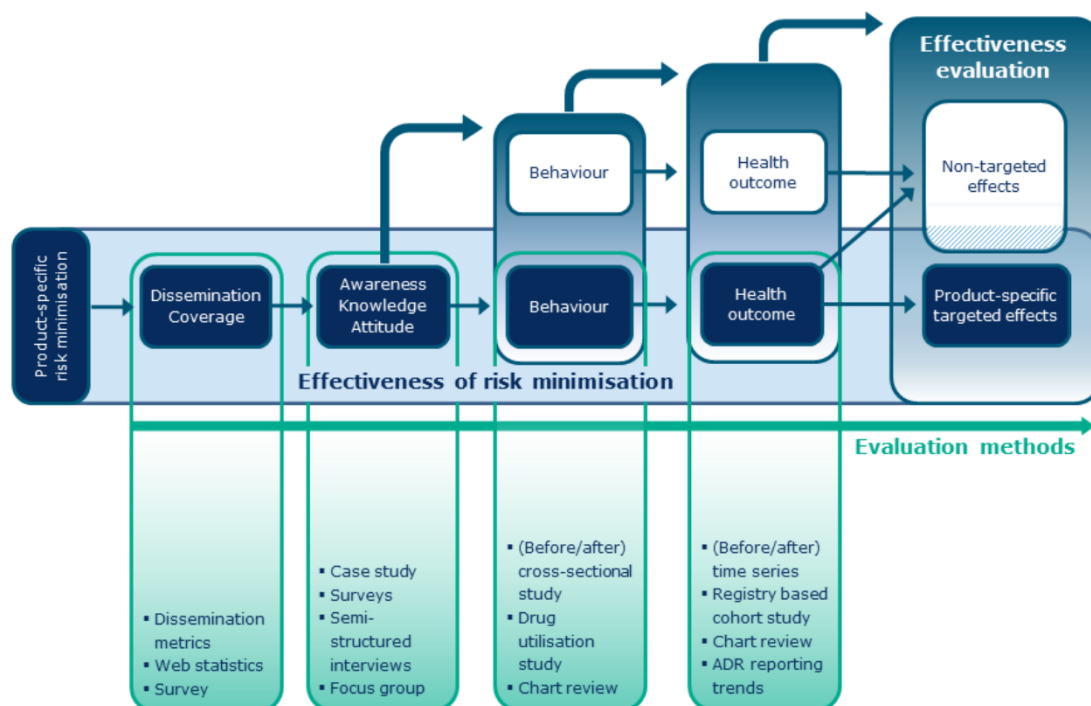 Effectiveness
evaluation
Behaviour
Health
outcome
Non-targeted
effects
Product-specific
risk minimisation
Dissemination
Coverage
Awareness
Knowledge
Attitude
Behaviour
Health
outcome
Product-specific
targeted effects
Effectiveness of risk minimisation
Evaluation methods
▪ Dissemination
metrics
▪ Web statistics
▪ Survey
▪ Case study
▪ Surveys
▪ Semi-
structured
interviews
▪ Focus group
▪ (Before/after)
cross-sectional
study
▪ Drug
utilisation
study
▪ Chart review
▪ (Before/after)
time series
▪ Registry based
cohort study
▪ Chart review
▪ ADR reporting
trends